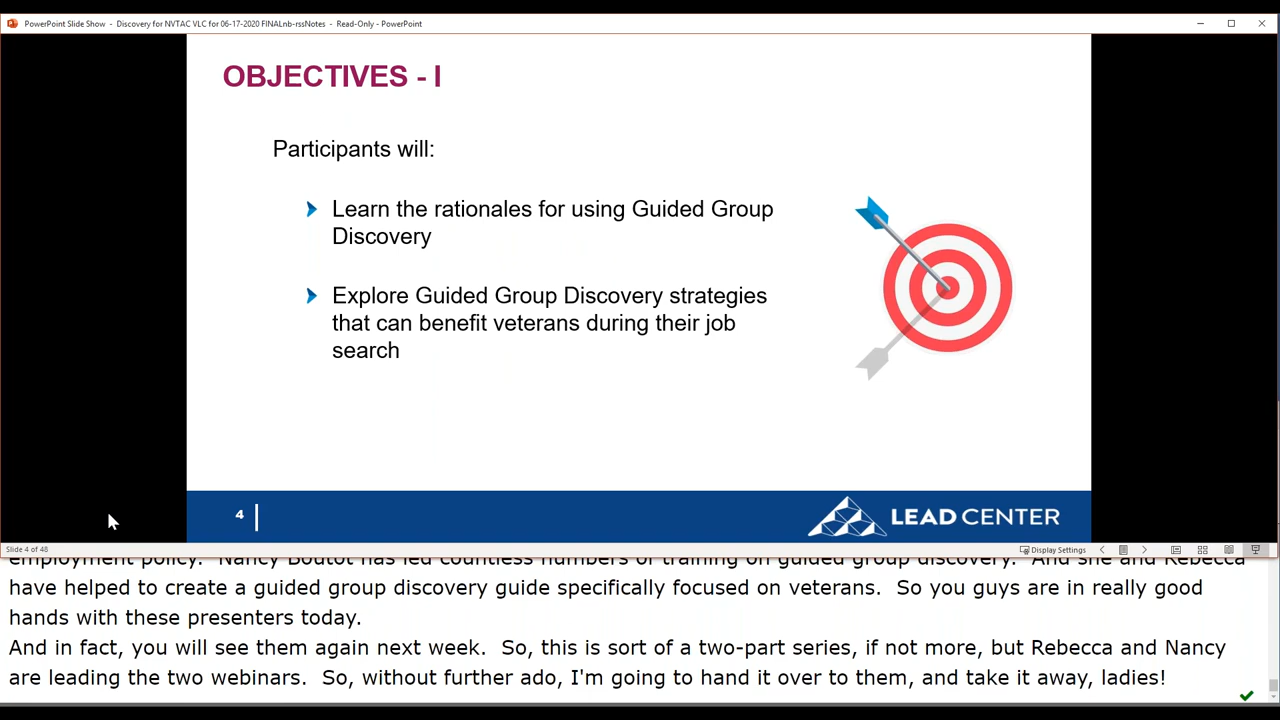 PowerPoint Slide Show - Discovery for NVTAC VLC for 06-17-2020 FINALnb-rssNotes - Read-Only - PowerPoint
OBJECTIVES - I
Participants will:
Learn the rationales for using Guided Group
Discovery
Explore Guided Group Discovery strategies
that can benefit veterans during their job
search
4
LEAD CENTER
Slide 4 of 48
Display Settings
employment policy. Nancy Boutot has led countless numbers of training on guided group discovery. And she and Rebecca
have helped to create a guided group discovery guide specifically focused on veterans. So you guys are in really good
hands with these presenters today.
And in fact, you will see them again next week. So, this is sort of a two-part series, if not more, but Rebecca and Nancy
are leading the two webinars. So, without further ado, I'm going to hand it over to them, and take it away, ladies!